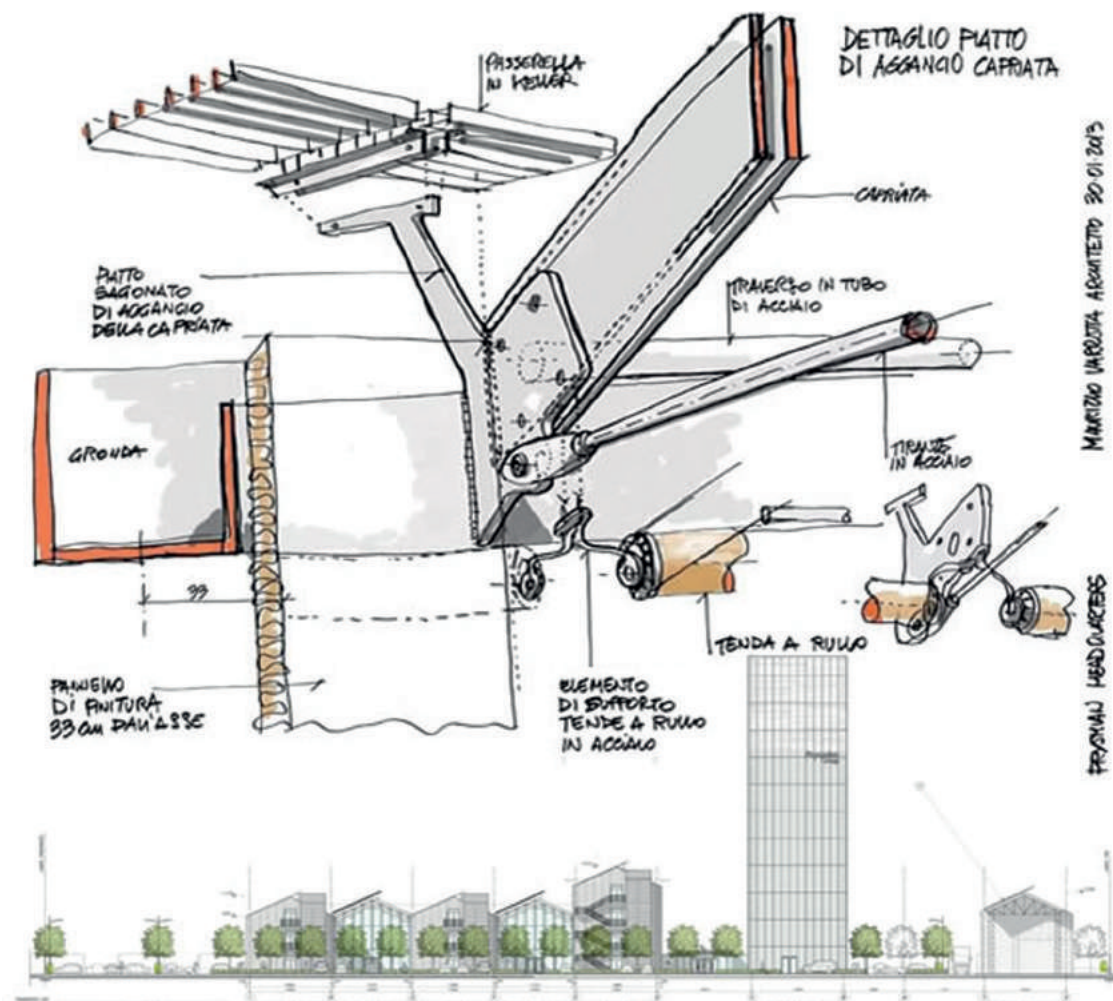 DETTAGLIO PIATTO
DI AGGANCIO CAPRIATA
PASSERELLA
IN KELLER
CAPRIATA
PIATTO
SAGOMATO
DI AGGANCIO
DELLA CAPRIATA
TRAVERSO IN TUBO
DI ACCIAIO
GRONDA
TIRANTE
IN ACCIAIO
33
TENDA A RULLO
PANNELLO
DI FINITURA
33 cm DALL'ASSE
ELEMENTO
DI SUPPORTO
TENDE A RULLO
IN ACCIAIO
MAURIZIO VARRATTA ARCHITETTO 30·01·2013
PRYSMIAN HEADQUARTERS